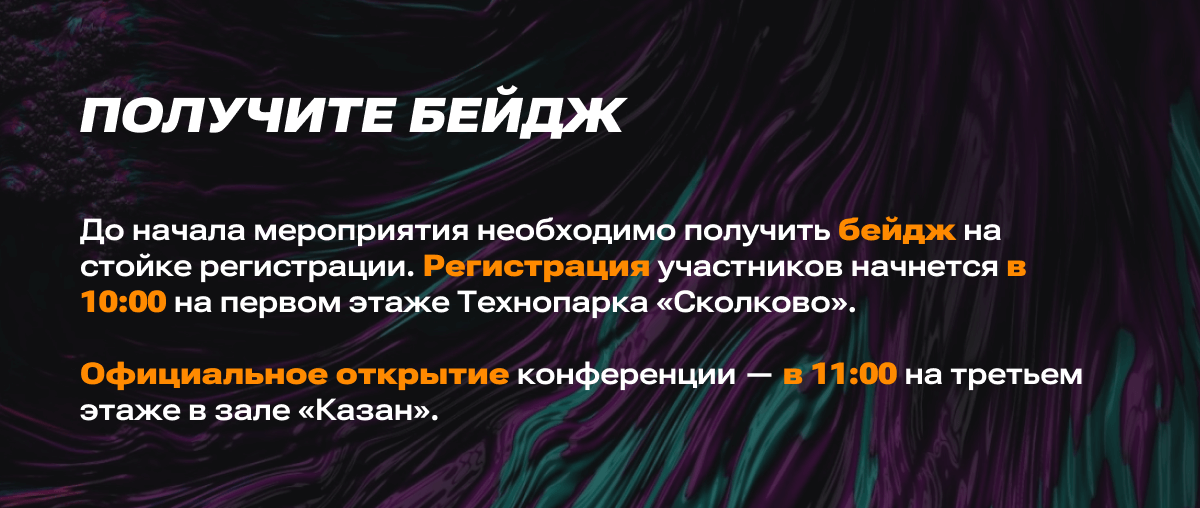 ПОЛУЧИТЕ БЕЙДЖ
До начала мероприятия необходимо получить бейдж на
стойке регистрации. Регистрация участников начнется в
10:00 на первом этаже Технопарка «Сколково».
Официальное открытие конференции — в 11:00 на третьем
этаже в зале «Казан».